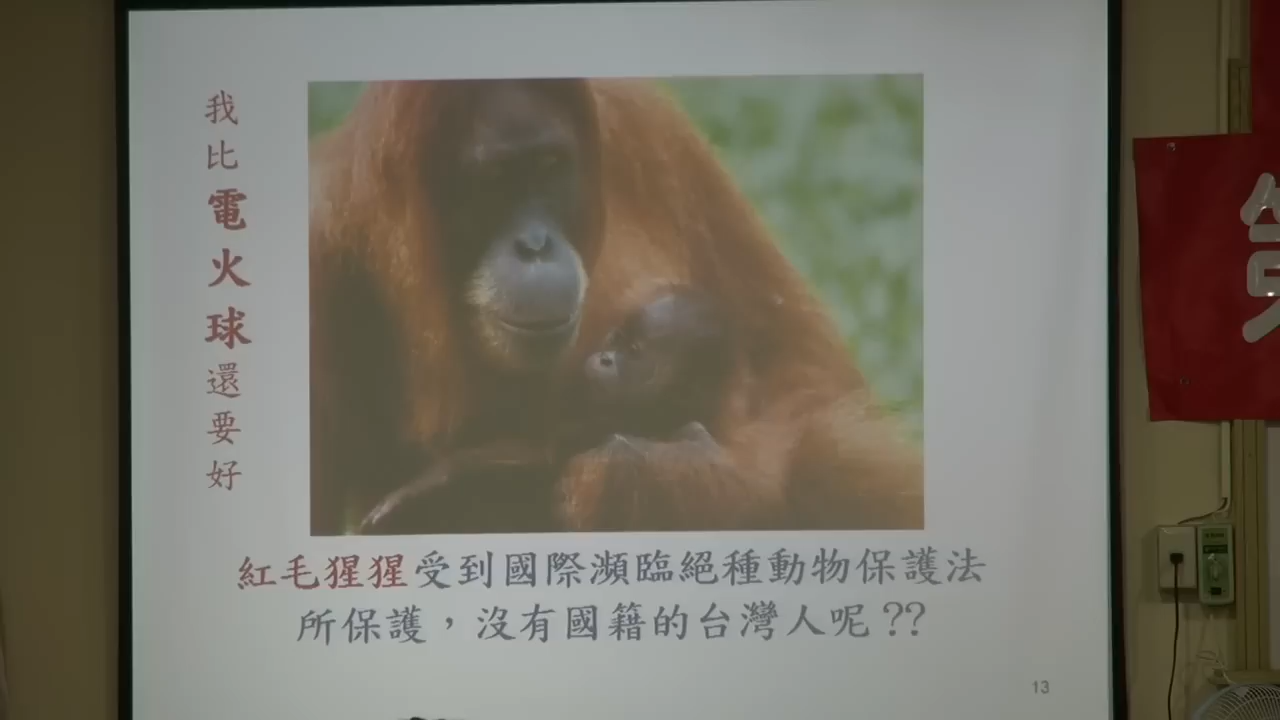 我比電火球還要好
紅毛猩猩受到國際瀕臨絕種動物保護法
所保護，沒有國籍的台灣人呢??
13